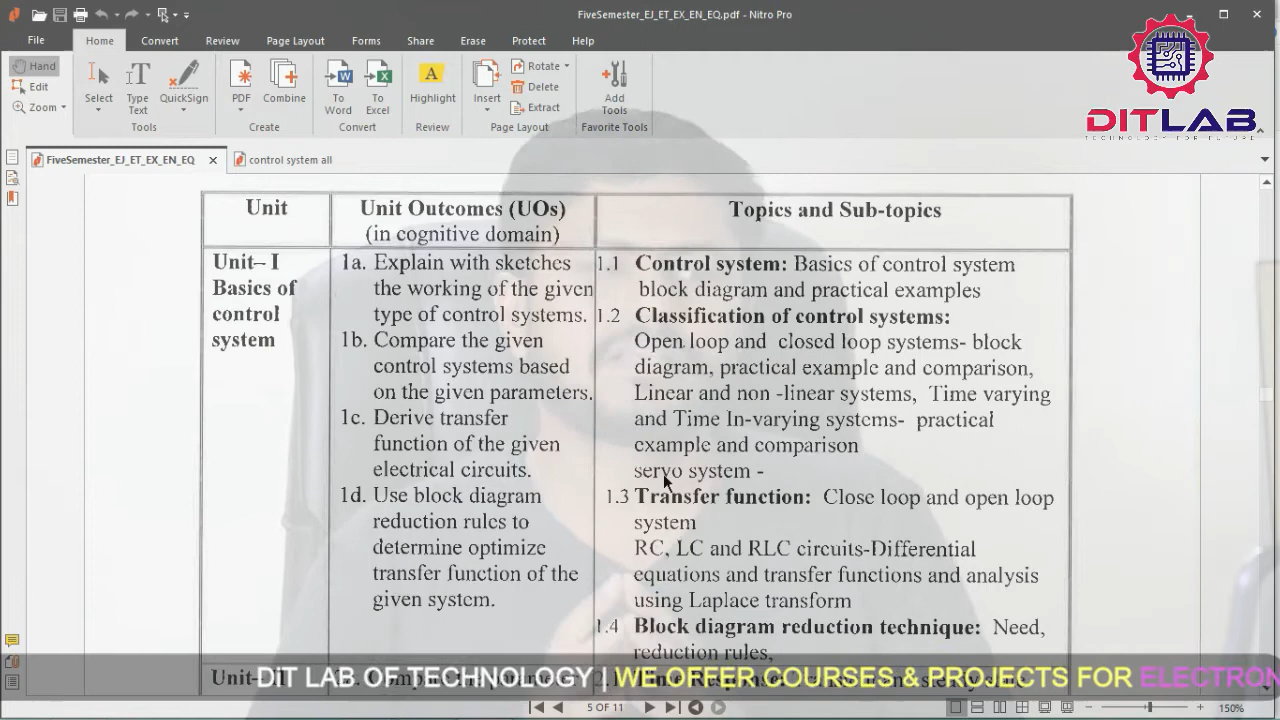 FiveSemester_EJ_ET_EX_EN_EQ.pdf - Nitro Pro
File Home Convert Review Page Layout Forms Share Erase Protect Help
Hand
Edit
Zoom
Select
Type Text
QuickSign
Tools
PDF
Combine
Create
To Word
To Excel
Convert
Highlight
Review
Insert
Rotate
Delete
Extract
Page Layout
Add Tools
Favorite Tools
DITLAB
TECHNOLOGY FOR FUTURE
FiveSemester_EJ_ET_EX_EN_EQ
control system all
Unit
Unit Outcomes (UOs)
(in cognitive domain)
Topics and Sub-topics
Unit– I
Basics of
control
system
1a. Explain with sketches
the working of the given
type of control systems.
1b. Compare the given
control systems based
on the given parameters.
1c. Derive transfer
function of the given
electrical circuits.
1d. Use block diagram
reduction rules to
determine optimize
transfer function of the
given system.
1.1 Control system: Basics of control system
block diagram and practical examples
1.2 Classification of control systems:
Open loop and closed loop systems- block
diagram, practical example and comparison,
Linear and non -linear systems, Time varying
and Time In-varying systems- practical
example and comparison
servo system -
1.3 Transfer function: Close loop and open loop
system
RC, LC and RLC circuits-Differential
equations and transfer functions and analysis
using Laplace transform
1.4 Block diagram reduction technique: Need,
reduction rules,
DIT LAB OF TECHNOLOGY | WE OFFER COURSES & PROJECTS FOR ELECTRON
5 OF 11
150%